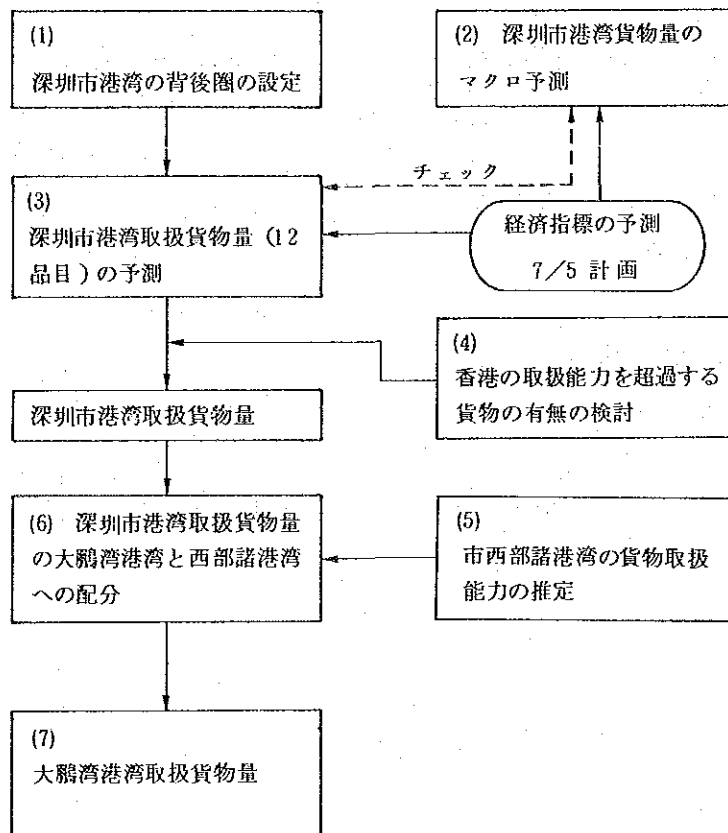 (1)
深圳市港湾の背後圏の設定
(2) 深圳市港湾貨物量の
マクロ予測
チェック
(3)
深圳市港湾取扱貨物量(12
品目)の予測
経済指標の予測
7/5 計画
(4)
香港の取扱能力を超過する
貨物の有無の検討
深圳市港湾取扱貨物量
(6) 深圳市港湾取扱貨物量
の大鵬湾港湾と西部諸港湾
への配分
(5)
市西部諸港湾の貨物取扱
能力の推定
(7)
大鵬湾港湾取扱貨物量